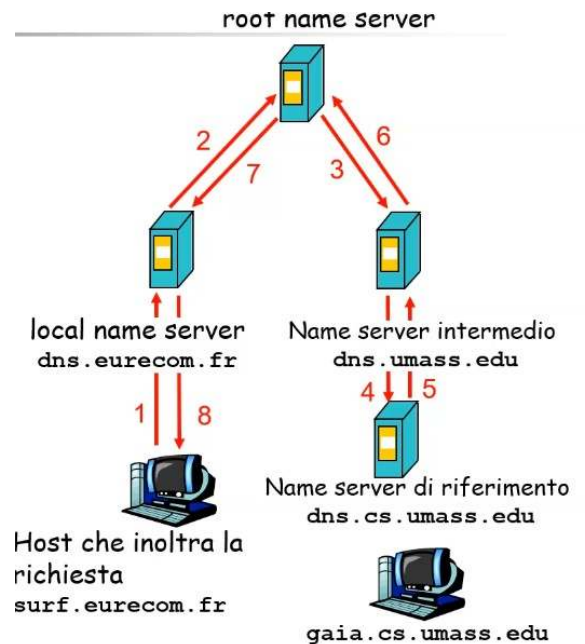 root name server
2
7
3
6
local name server
dns.eurecom.fr
Name server intermedio
dns.umass.edu
1
8
4
5
Name server di riferimento
dns.cs.umass.edu
Host che inoltra la
richiesta
surf.eurecom.fr
gaia.cs.umass.edu